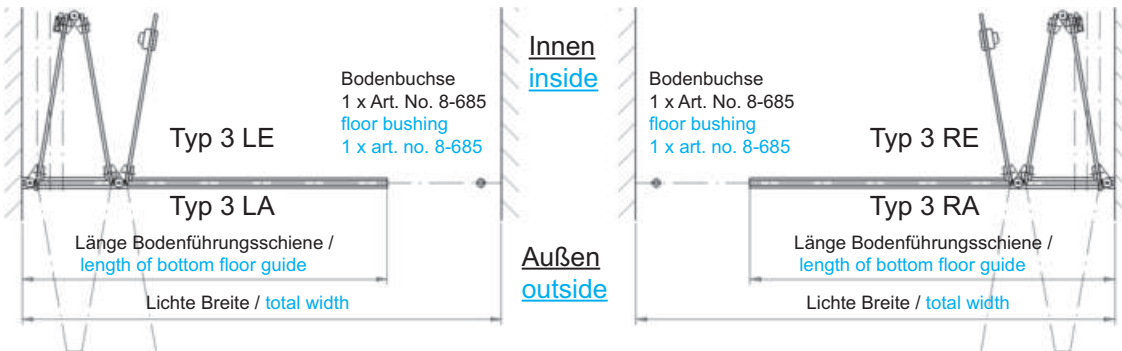 Innen
inside
Bodenbuchse
1 x Art. No. 8-685
floor bushing
1 x art. no. 8-685
Bodenbuchse
1 x Art. No. 8-685
floor bushing
1 x art. no. 8-685
Typ 3 LE
Typ 3 RE
Typ 3 LA
Typ 3 RA
Länge Bodenführungsschiene /
length of bottom floor guide
Außen
outside
Länge Bodenführungsschiene /
length of bottom floor guide
Lichte Breite / total width
Lichte Breite / total width